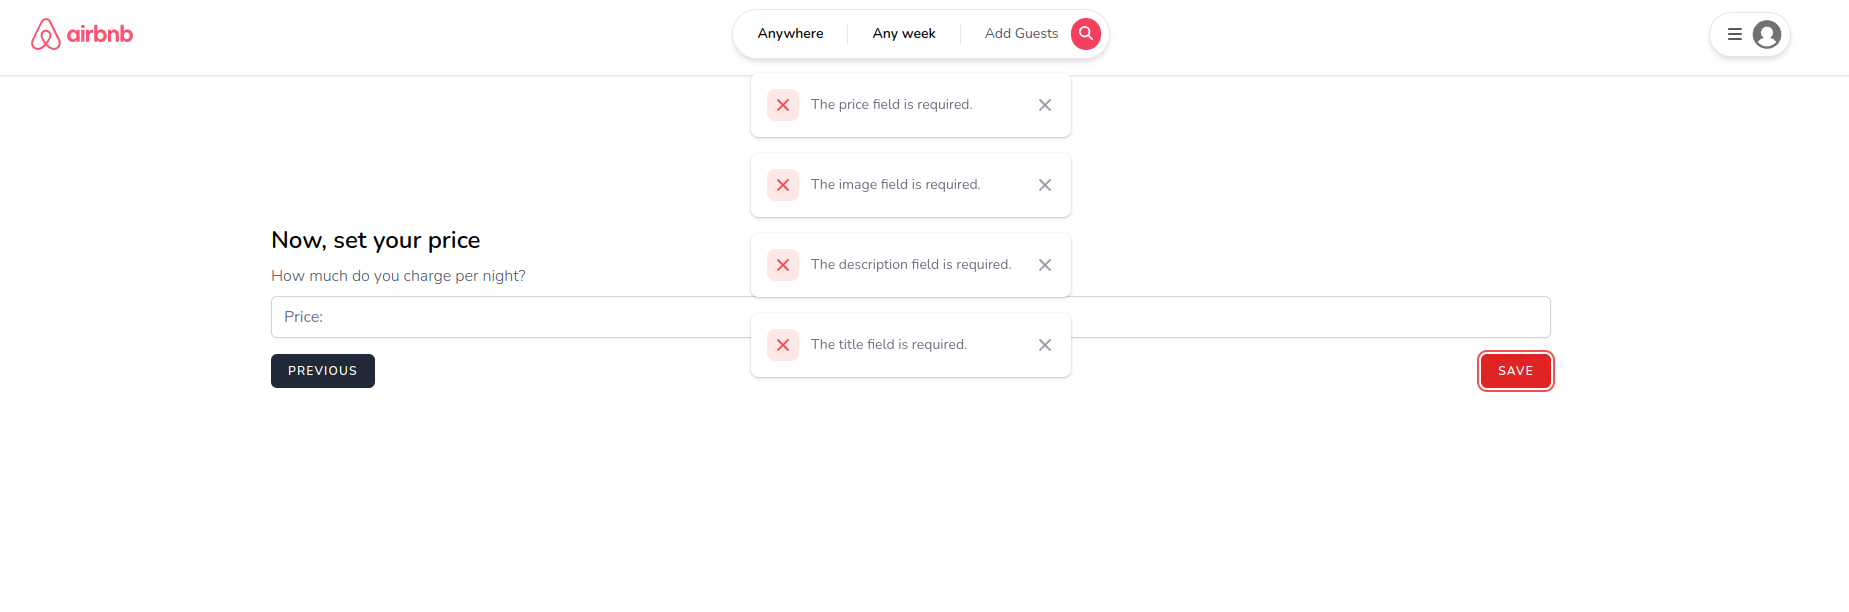 airbnb
Anywhere
Any week
Add Guests
The price field is required.
The image field is required.
Now, set your price
The description field is required.
How much do you charge per night?
Price:
The title field is required.
PREVIOUS
SAVE